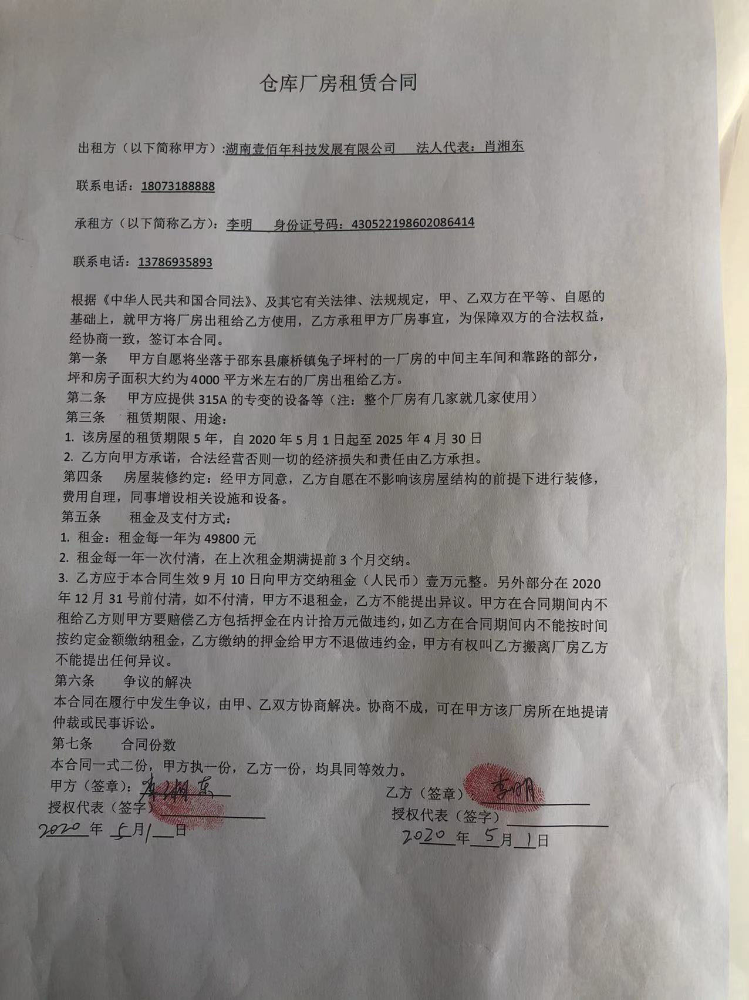 仓库厂房租赁合同
出租方（以下简称甲方）:湖南壹佰年科技发展有限公司 法人代表：肖湘东
联系电话：18073188888
承租方（以下简称乙方）：李明 身份证号码：430522198602086414
联系电话：13786935893
根据《中华人民共和国合同法》、及其它有关法律、法规规定，甲、乙双方在平等、自愿的
基础上，就甲方将厂房出租给乙方使用，乙方承租甲方厂房事宜，为保障双方的合法权益，
经协商一致，签订本合同。
第一条 甲方自愿将坐落于邵东县廉桥镇兔子坪村的一厂房的中间主车间和靠路的部分，
坪和房子面积大约为4000平方米左右的厂房出租给乙方。
第二条 甲方应提供315A的专变的设备等（注：整个厂房有几家就几家使用）
第三条 租赁期限、用途：
1. 该房屋的租赁期限5年，自2020年5月1日起至2025年4月30日
2. 乙方向甲方承诺，合法经营否则一切的经济损失和责任由乙方承担。
第四条 房屋装修约定：经甲方同意，乙方自愿在不影响该房屋结构的前提下进行装修，
费用自理，同事增设相关设施和设备。
第五条 租金及支付方式：
1. 租金：租金每一年为49800元
2. 租金每一年一次付清，在上次租金期满提前3个月交纳。
3. 乙方应于本合同生效9月10日向甲方交纳租金（人民币）壹万元整。另外部分在2020
年12月31号前付清，如不付清，甲方不退租金，乙方不能提出异议。甲方在合同期间内不
租给乙方则甲方要赔偿乙方包括押金在内计拾万元做违约，如乙方在合同期间内不能按时间
按约定金额缴纳租金，乙方缴纳的押金给甲方不退做违约金，甲方有权叫乙方搬离厂房乙方
不能提出任何异议。
第六条 争议的解决
本合同在履行中发生争议，由甲、乙双方协商解决。协商不成，可在甲方该厂房所在地提请
仲裁或民事诉讼。
第七条 合同份数
本合同一式二份，甲方执一份，乙方一份，均具同等效力。
甲方（签章）：肖湘东 乙方（签章）：李明
授权代表（签字） 授权代表（签字）
2020年5月1日 2020年5月1日